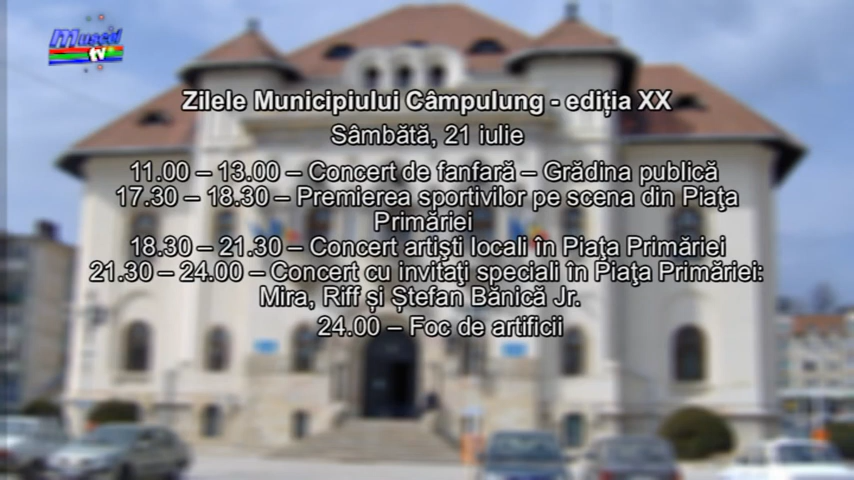 Muscel
tv
Zilele Municipiului Câmpulung - ediția XX
Sâmbătă, 21 iulie
11.00 – 13.00 – Concert de fanfară – Grădina publică
17.30 – 18.30 – Premierea sportivilor pe scena din Piaţa
Primăriei
18.30 – 21.30 – Concert artişti locali în Piaţa Primăriei
21.30 – 24.00 – Concert cu invitaţi speciali în Piaţa Primăriei:
Mira, Riff și Ștefan Bănică Jr.
24.00 – Foc de artificii